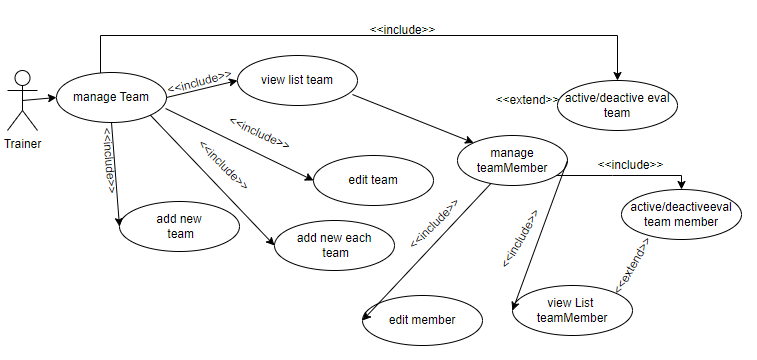 <<include>>
manage Team
<<include>>
view list team
<<extend>>
active/deactive eval
team
Trainer
<<include>>
<<include>>
<<include>>
manage
teamMember
<<include>>
edit team
active/deactiveeval
team member
add new
team
add new each
team
<<include>>
<<include>>
<<extend>>
edit member
view List
teamMember